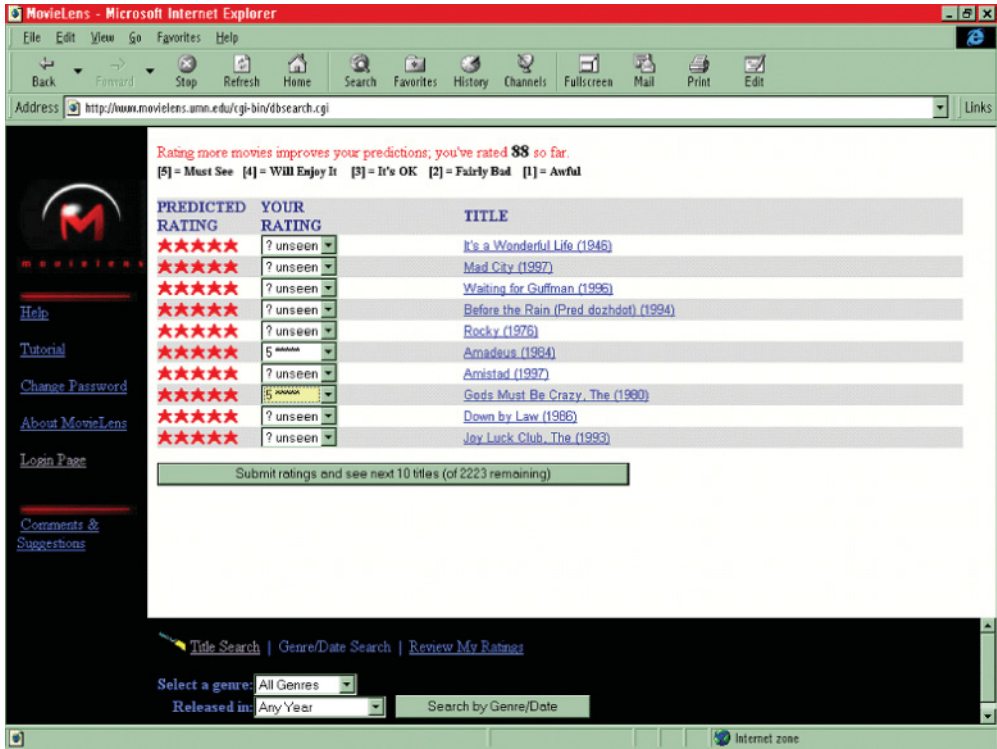 MovieLens - Microsoft Internet Explorer
File Edit View Go Favorites Help
Back Forward Stop Refresh Home Search Favorites History Channels Fullscreen Mail Print Edit
Address http://www.movielens.umn.edu/cgi-bin/dbsearch.cgi Links
Rating more movies improves your predictions; you've rated 88 so far.
[5] = Must See [4] = Will Enjoy It [3] = It's OK [2] = Fairly Bad [1] = Awful
PREDICTED RATING YOUR RATING TITLE
★★★★★ ? unseen It's a Wonderful Life (1946)
★★★★★ ? unseen Mad City (1997)
★★★★★ ? unseen Waiting for Guffman (1996)
★★★★★ ? unseen Before the Rain (Pred dozhdot) (1994)
★★★★★ ? unseen Rocky (1976)
★★★★★ 5 ***** Amadeus (1984)
★★★★★ ? unseen Amistad (1997)
★★★★★ 5 ***** Gods Must Be Crazy, The (1980)
★★★★★ ? unseen Down by Law (1986)
★★★★★ ? unseen Joy Luck Club, The (1993)
Submit ratings and see next 10 titles (of 2223 remaining)
M
movielens
Help
Tutorial
Change Password
About MovieLens
Login Page
Comments &
Suggestions
Title Search | Genre/Date Search | Review My Ratings
Select a genre: All Genres
Released in: Any Year Search by Genre/Date
Internet zone